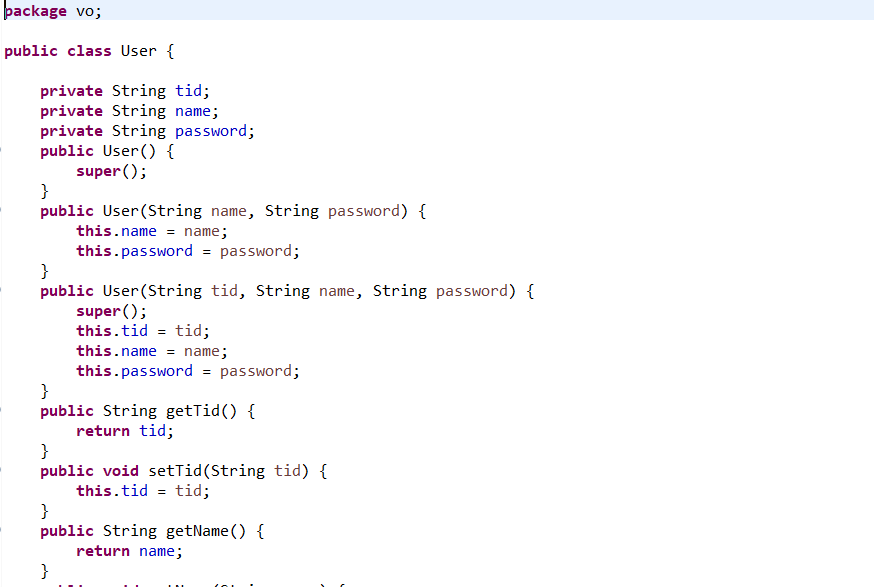 package vo;
public class User {
private String tid;
private String name;
private String password;
public User() {
super();
}
public User(String name, String password) {
this.name = name;
this.password = password;
}
public User(String tid, String name, String password) {
super();
this.tid = tid;
this.name = name;
this.password = password;
}
public String getTid() {
return tid;
}
public void setTid(String tid) {
this.tid = tid;
}
public String getName() {
return name;
}